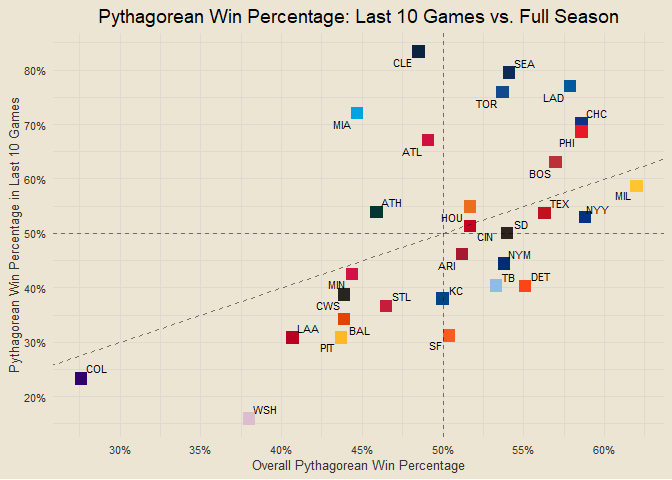 Pythagorean Win Percentage: Last 10 Games vs. Full Season
Pythagorean Win Percentage in Last 10 Games
80%
70%
60%
50%
40%
30%
20%
CLE
SEA
TOR
LAD
MIA
CHC
ATL
PHI
BOS
MIL
ATH
TEX
NYY
HOU
SD
CIN
ARI
NYM
MIN
TB
DET
CWS
STL
KC
LAA
BAL
PIT
SF
COL
WSH
30%
35%
40%
45%
50%
55%
60%
Overall Pythagorean Win Percentage